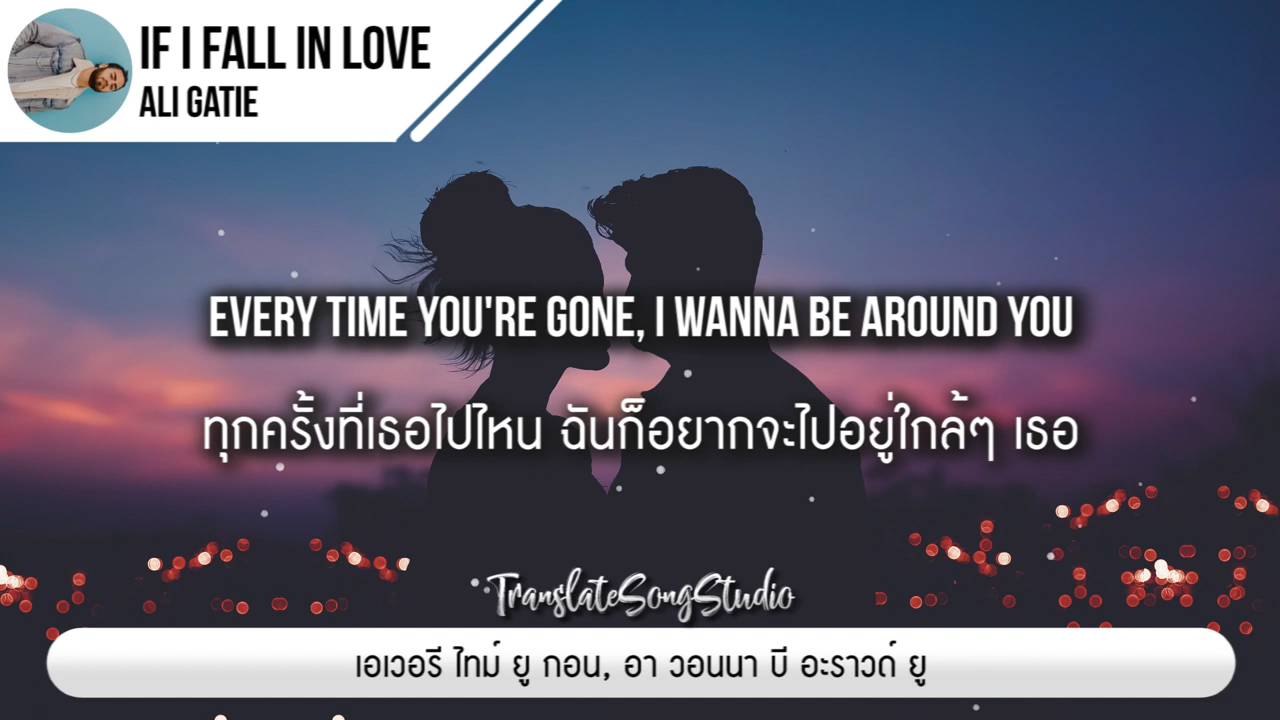 IF I FALL IN LOVE
ALI GATIE
EVERY TIME YOU'RE GONE, I WANNA BE AROUND YOU
ทุกครั้งที่เธอไปไหน ฉันก็อยากจะไปอยู่ใกล้ๆ เธอ
TranslateSongStudio
เอเวอรี ไทม์ ยู กอน, อา วอนนา บี อะราวด์ ยู